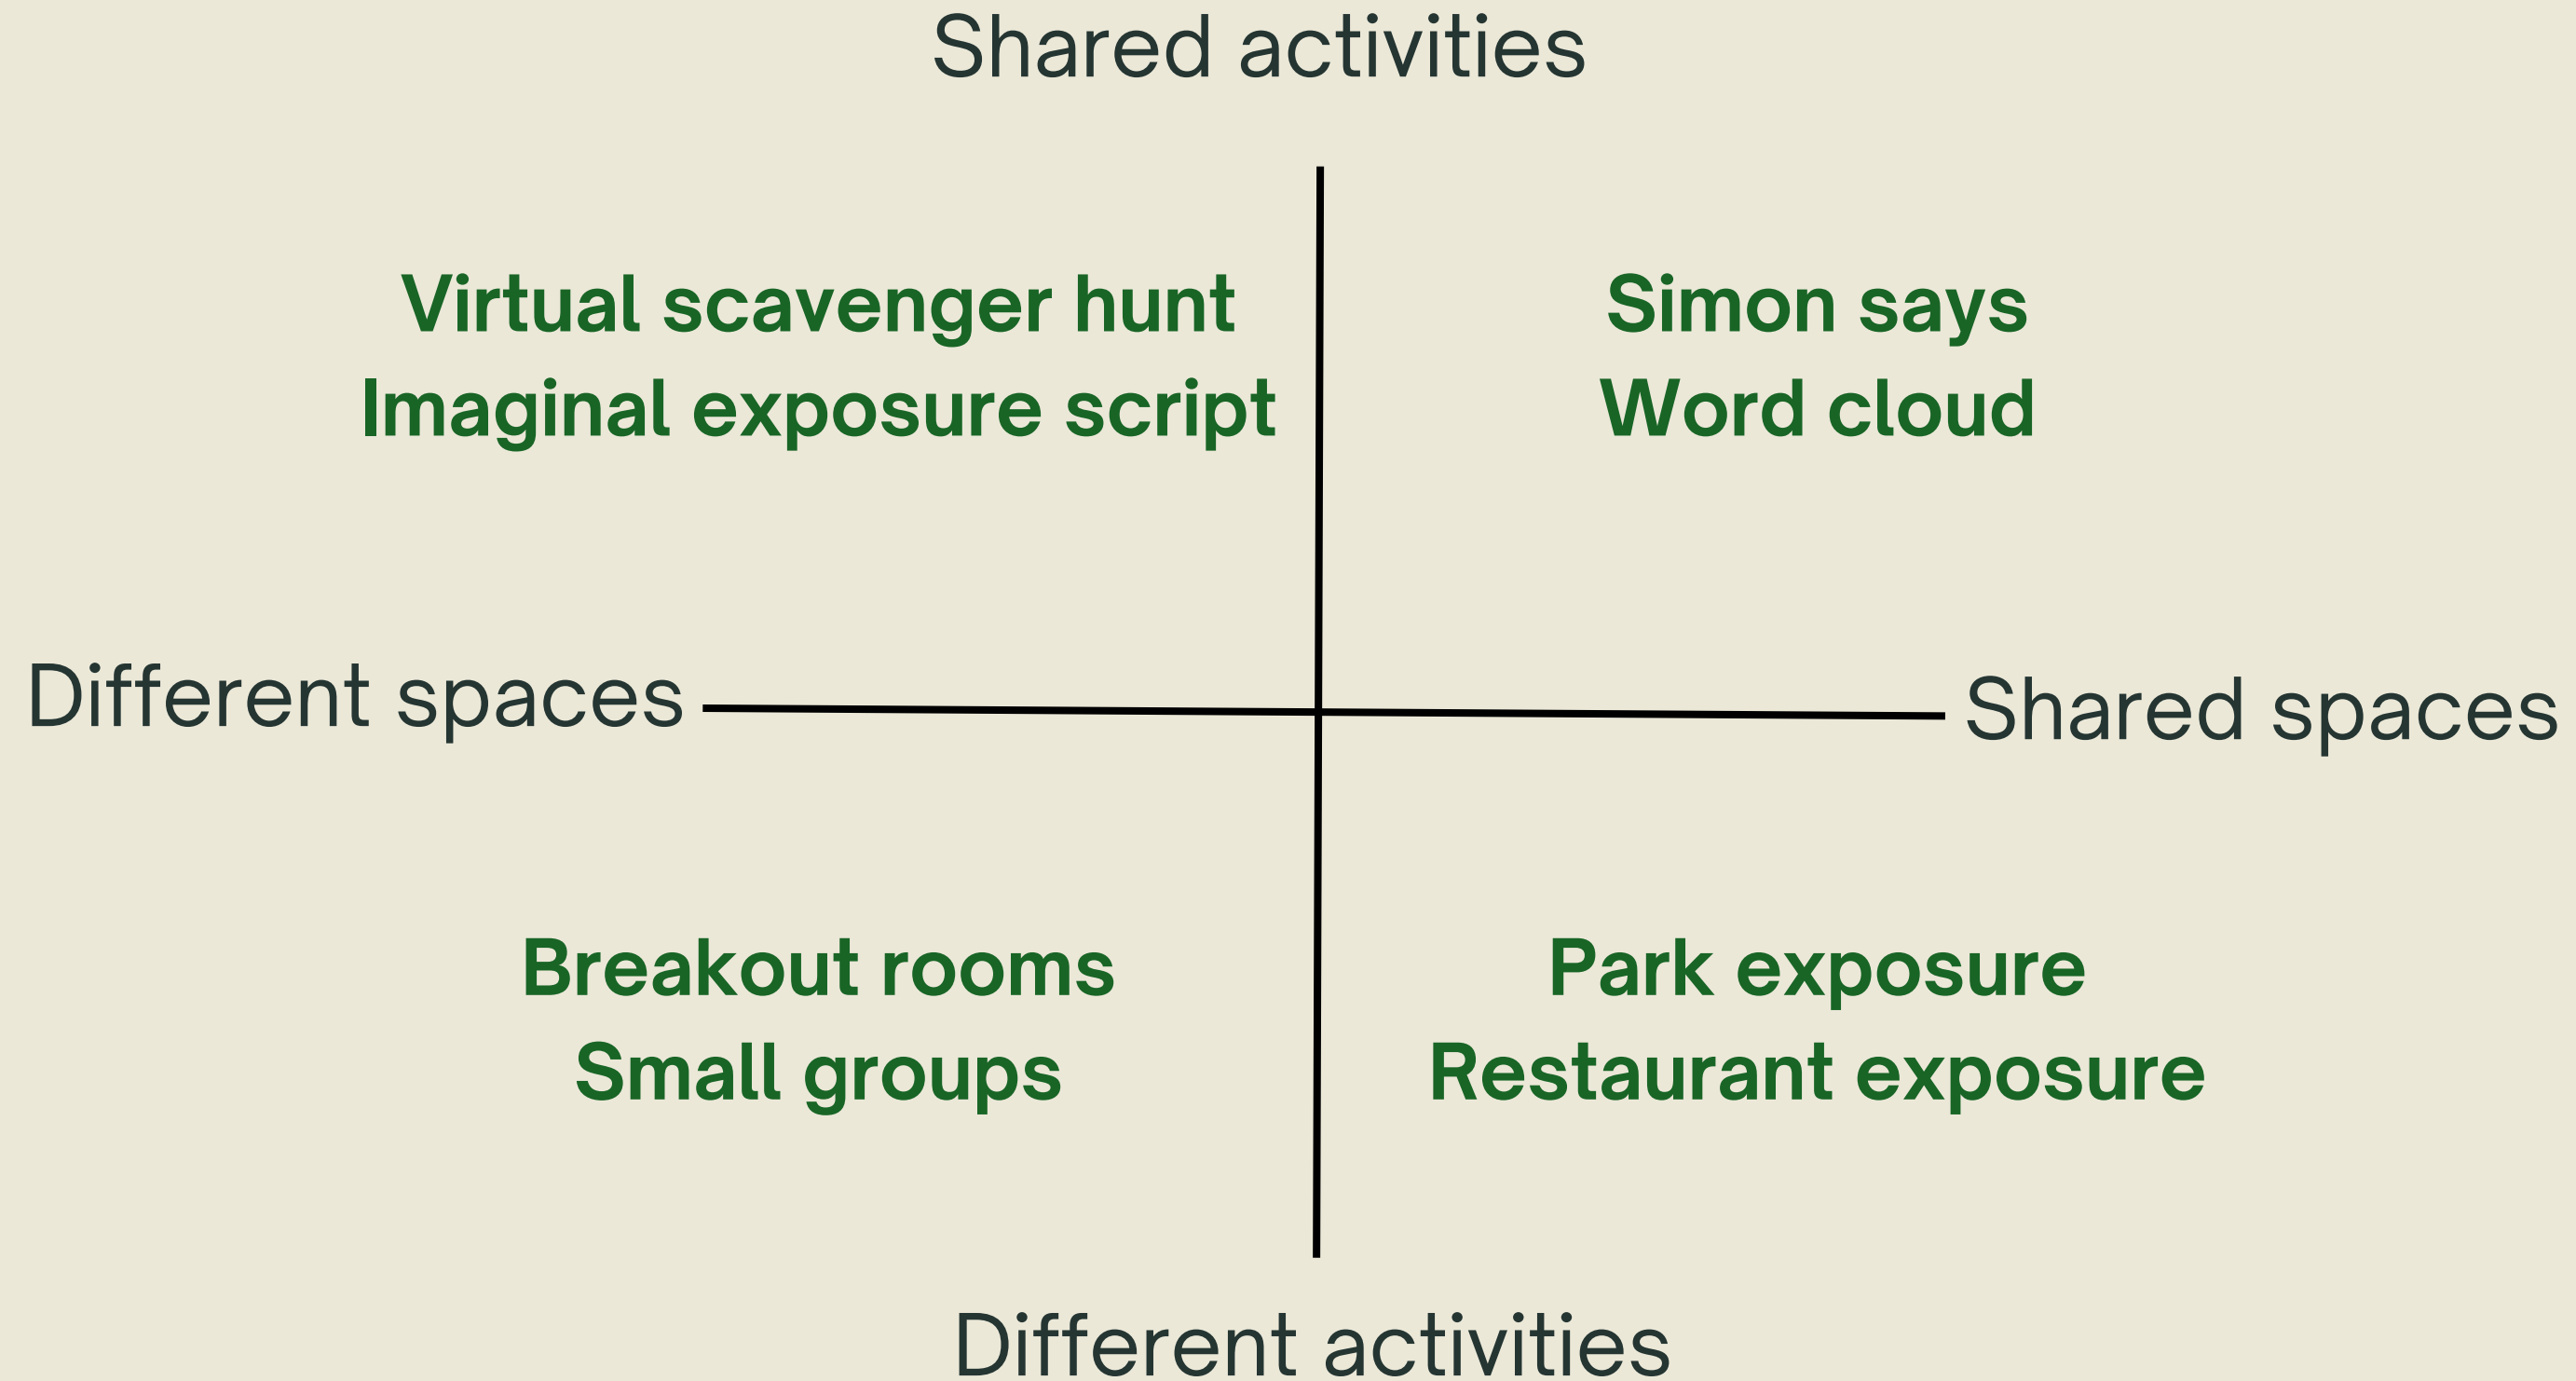 Shared activities
Virtual scavenger hunt
Imaginal exposure script
Simon says
Word cloud
Different spaces
Shared spaces
Breakout rooms
Small groups
Park exposure
Restaurant exposure
Different activities